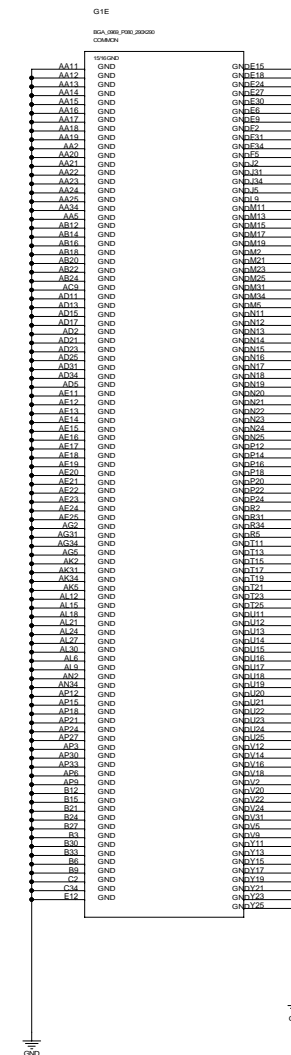 G1E
BGA_0969_P080_290X290
COMMON
15/16 GND
AA11 GND
AA12 GND
AA13 GND
AA14 GND
AA15 GND
AA16 GND
AA17 GND
AA18 GND
AA19 GND
AA2 GND
AA20 GND
AA21 GND
AA22 GND
AA23 GND
AA24 GND
AA25 GND
AA34 GND
AA5 GND
AB12 GND
AB14 GND
AB16 GND
AB18 GND
AB20 GND
AB22 GND
AB24 GND
AC9 GND
AD11 GND
AD13 GND
AD15 GND
AD17 GND
AD2 GND
AD21 GND
AD23 GND
AD25 GND
AD31 GND
AD34 GND
AD5 GND
AE11 GND
AE12 GND
AE13 GND
AE14 GND
AE15 GND
AE16 GND
AE17 GND
AE18 GND
AE19 GND
AE20 GND
AE21 GND
AE22 GND
AE23 GND
AE24 GND
AE25 GND
AG2 GND
AG31 GND
AG34 GND
AG5 GND
AK2 GND
AK31 GND
AK34 GND
AK5 GND
AL12 GND
AL15 GND
AL18 GND
AL21 GND
AL24 GND
AL27 GND
AL30 GND
AL6 GND
AL9 GND
AN2 GND
AN34 GND
AP12 GND
AP15 GND
AP18 GND
AP21 GND
AP24 GND
AP27 GND
AP3 GND
AP30 GND
AP33 GND
AP6 GND
AP9 GND
B12 GND
B15 GND
B21 GND
B24 GND
B27 GND
B3 GND
B30 GND
B33 GND
B6 GND
B9 GND
C2 GND
C34 GND
E12 GND
GND E15
GND E18
GND E24
GND E27
GND E30
GND E6
GND E9
GND F2
GND F31
GND F34
GND F5
GND J2
GND J31
GND J34
GND J5
GND L9
GND M11
GND M13
GND M15
GND M17
GND M19
GND M2
GND M21
GND M23
GND M25
GND M31
GND M34
GND M5
GND N11
GND N12
GND N13
GND N14
GND N15
GND N16
GND N17
GND N18
GND N19
GND N20
GND N21
GND N22
GND N23
GND N24
GND N25
GND P12
GND P14
GND P16
GND P18
GND P20
GND P22
GND P24
GND R2
GND R31
GND R34
GND R5
GND T11
GND T13
GND T15
GND T17
GND T19
GND T21
GND T23
GND T25
GND U11
GND U12
GND U13
GND U14
GND U15
GND U16
GND U17
GND U18
GND U19
GND U20
GND U21
GND U22
GND U23
GND U24
GND U25
GND V12
GND V14
GND V16
GND V18
GND V2
GND V20
GND V22
GND V24
GND V31
GND V5
GND V9
GND Y11
GND Y13
GND Y15
GND Y17
GND Y19
GND Y21
GND Y23
GND Y25
GND